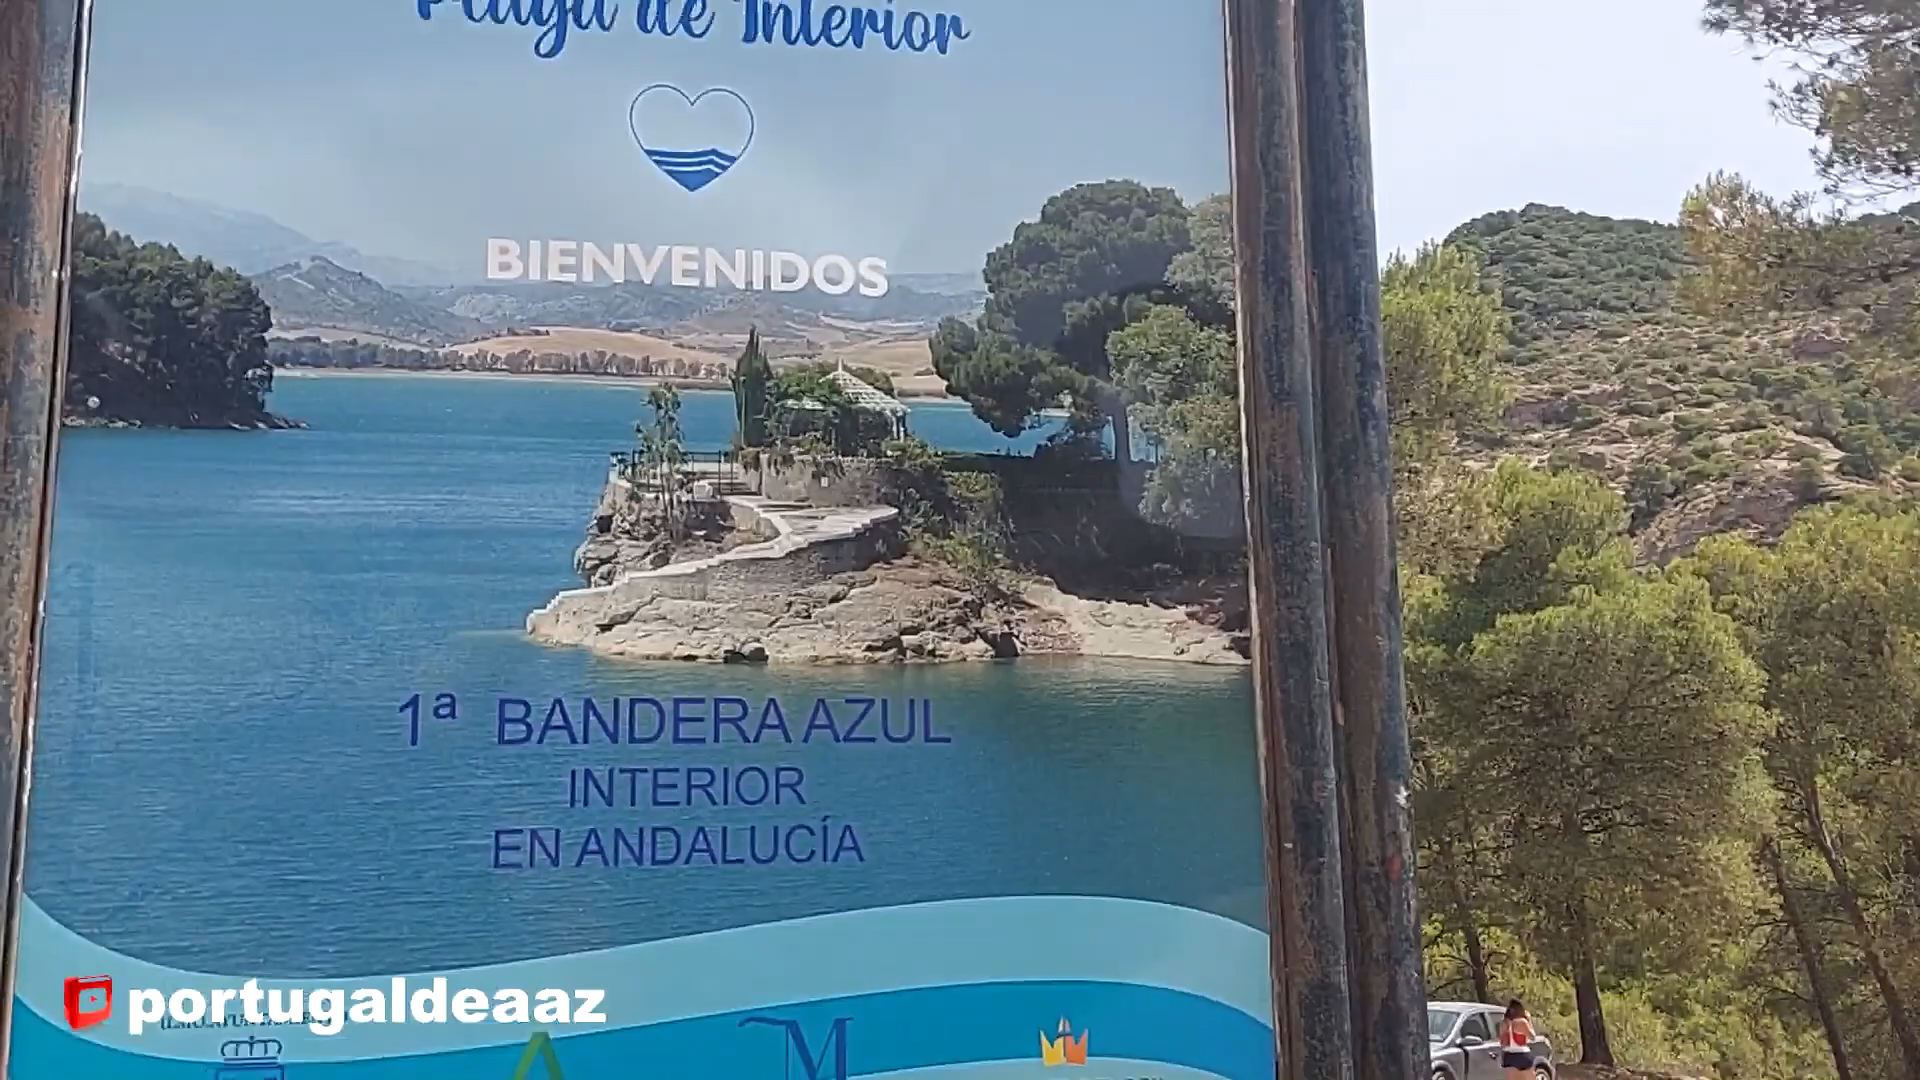 Playa de Interior
BIENVENIDOS
1ª BANDERA AZUL
INTERIOR
EN ANDALUCÍA
portugaldeaaz
M